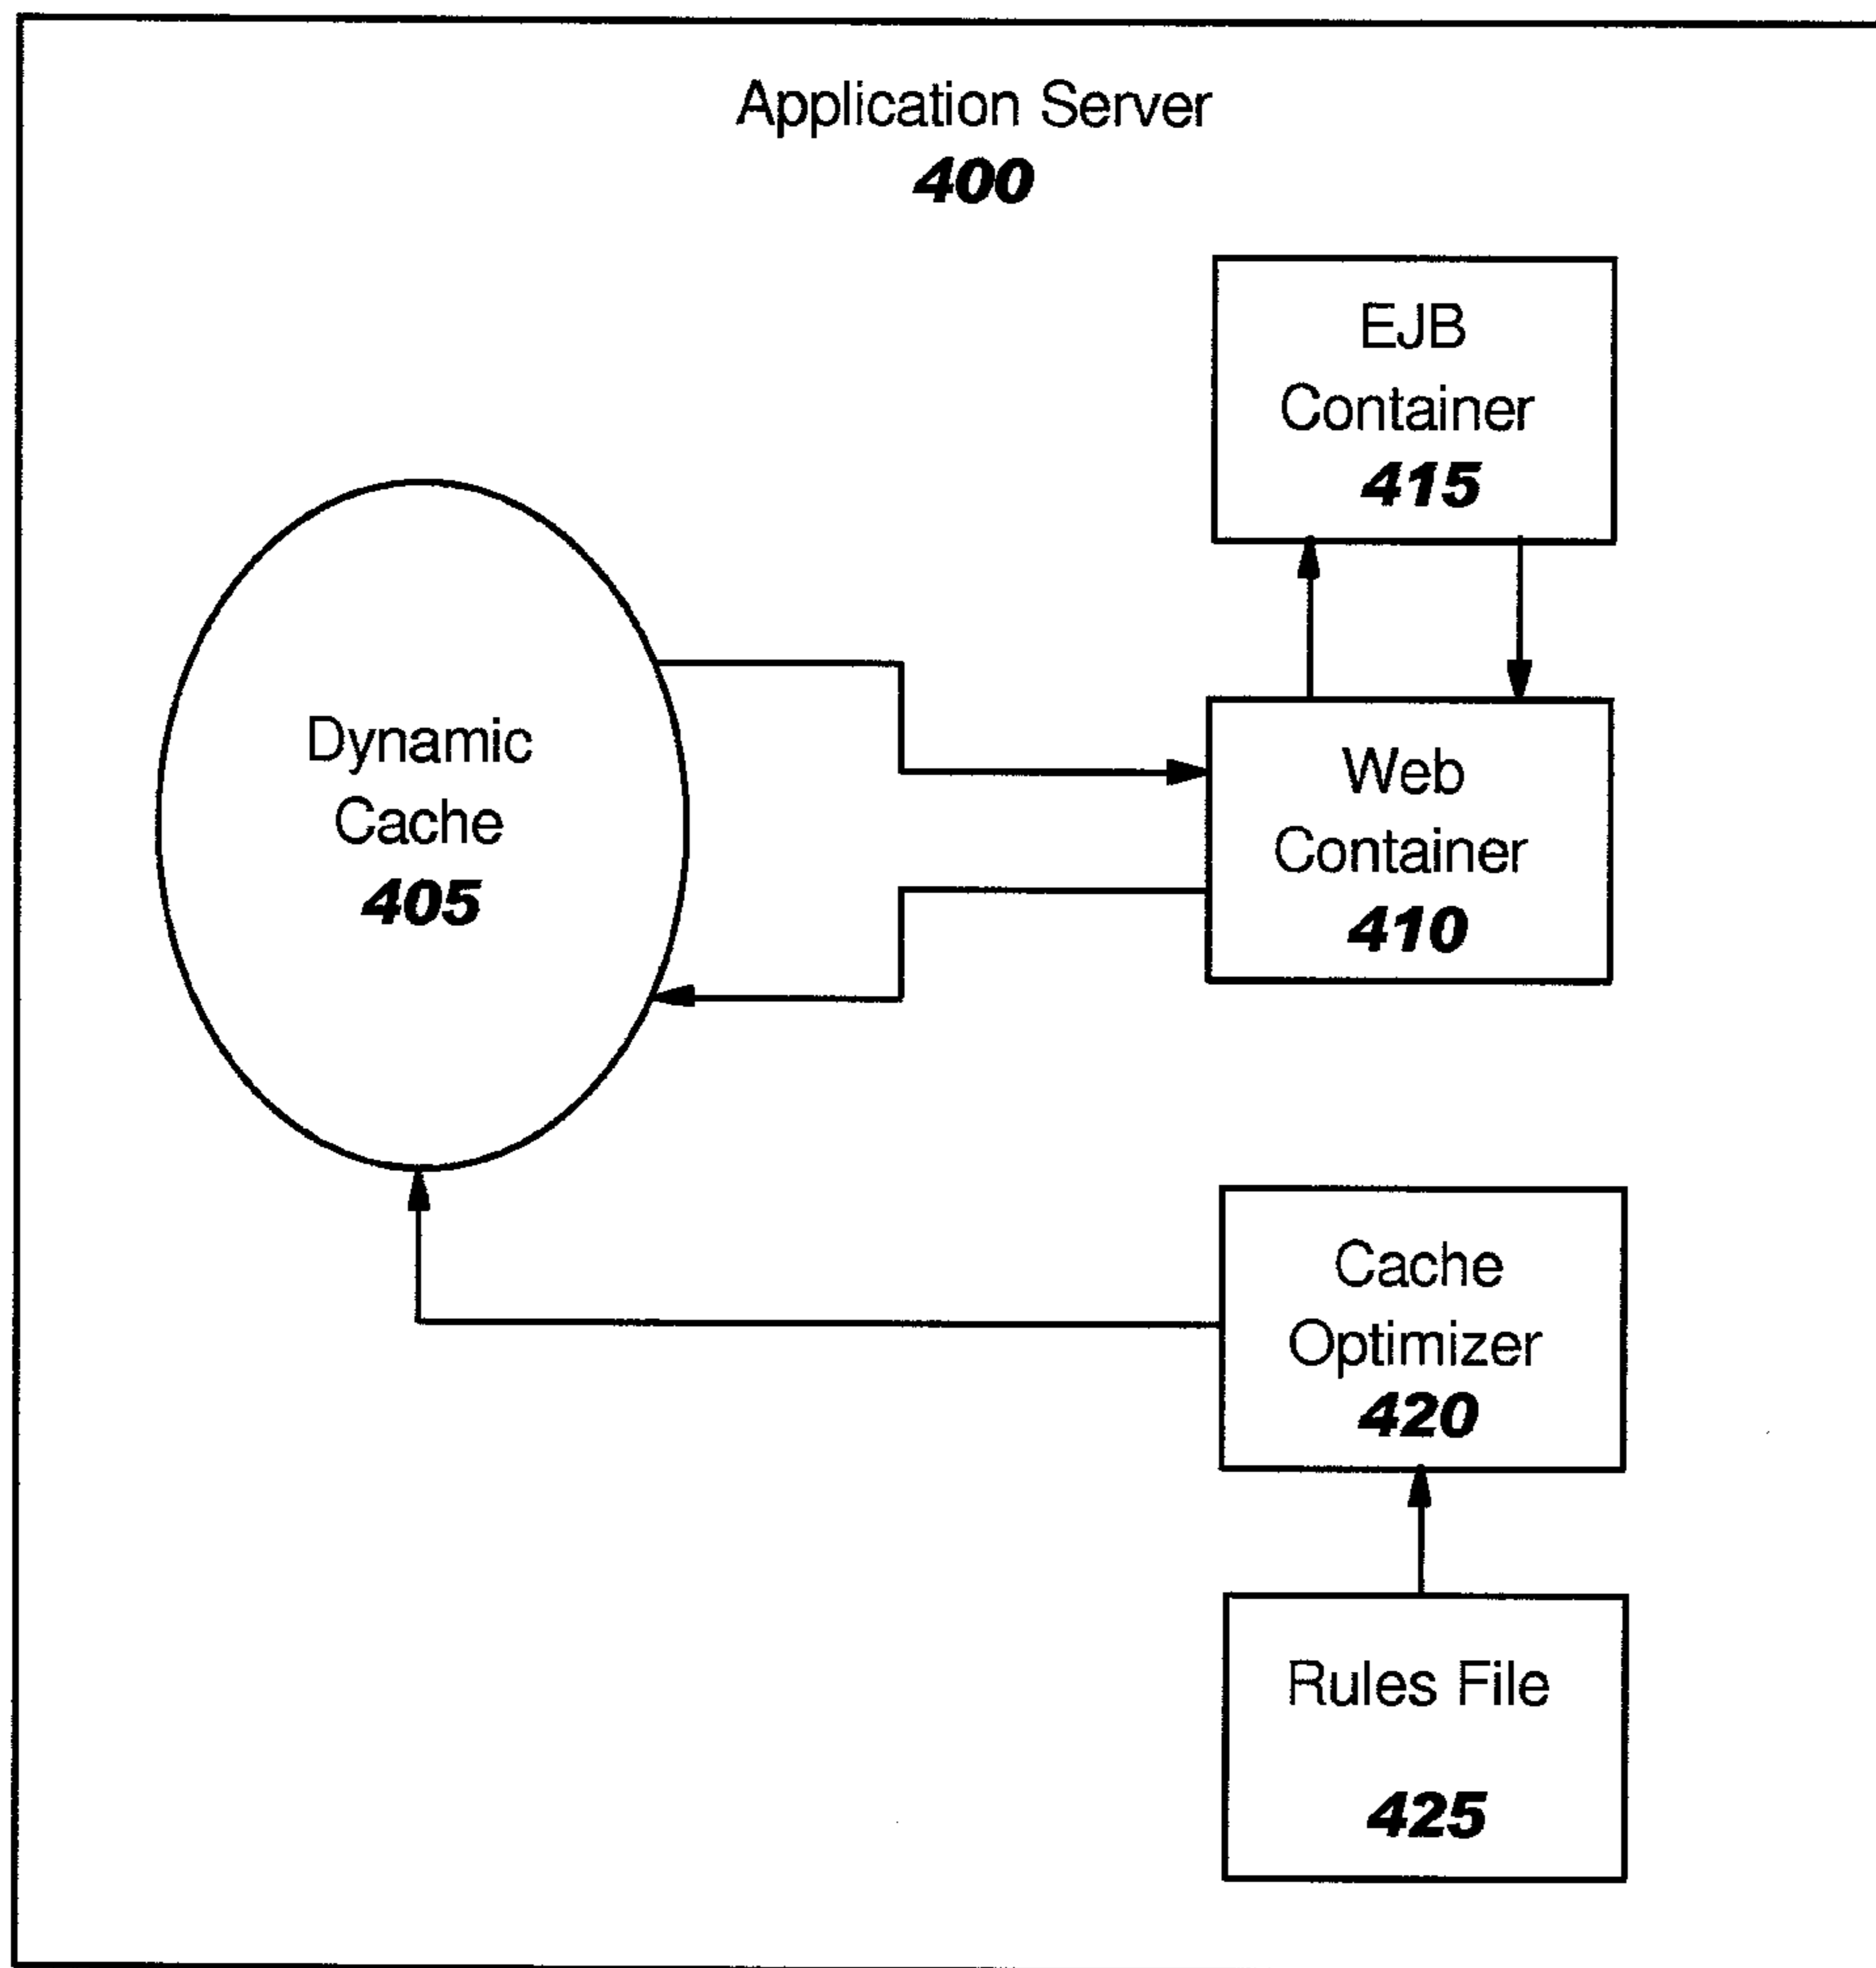 Application Server
400
EJB
Container
415
Dynamic
Cache
405
Web
Container
410
Cache
Optimizer
420
Rules File
425